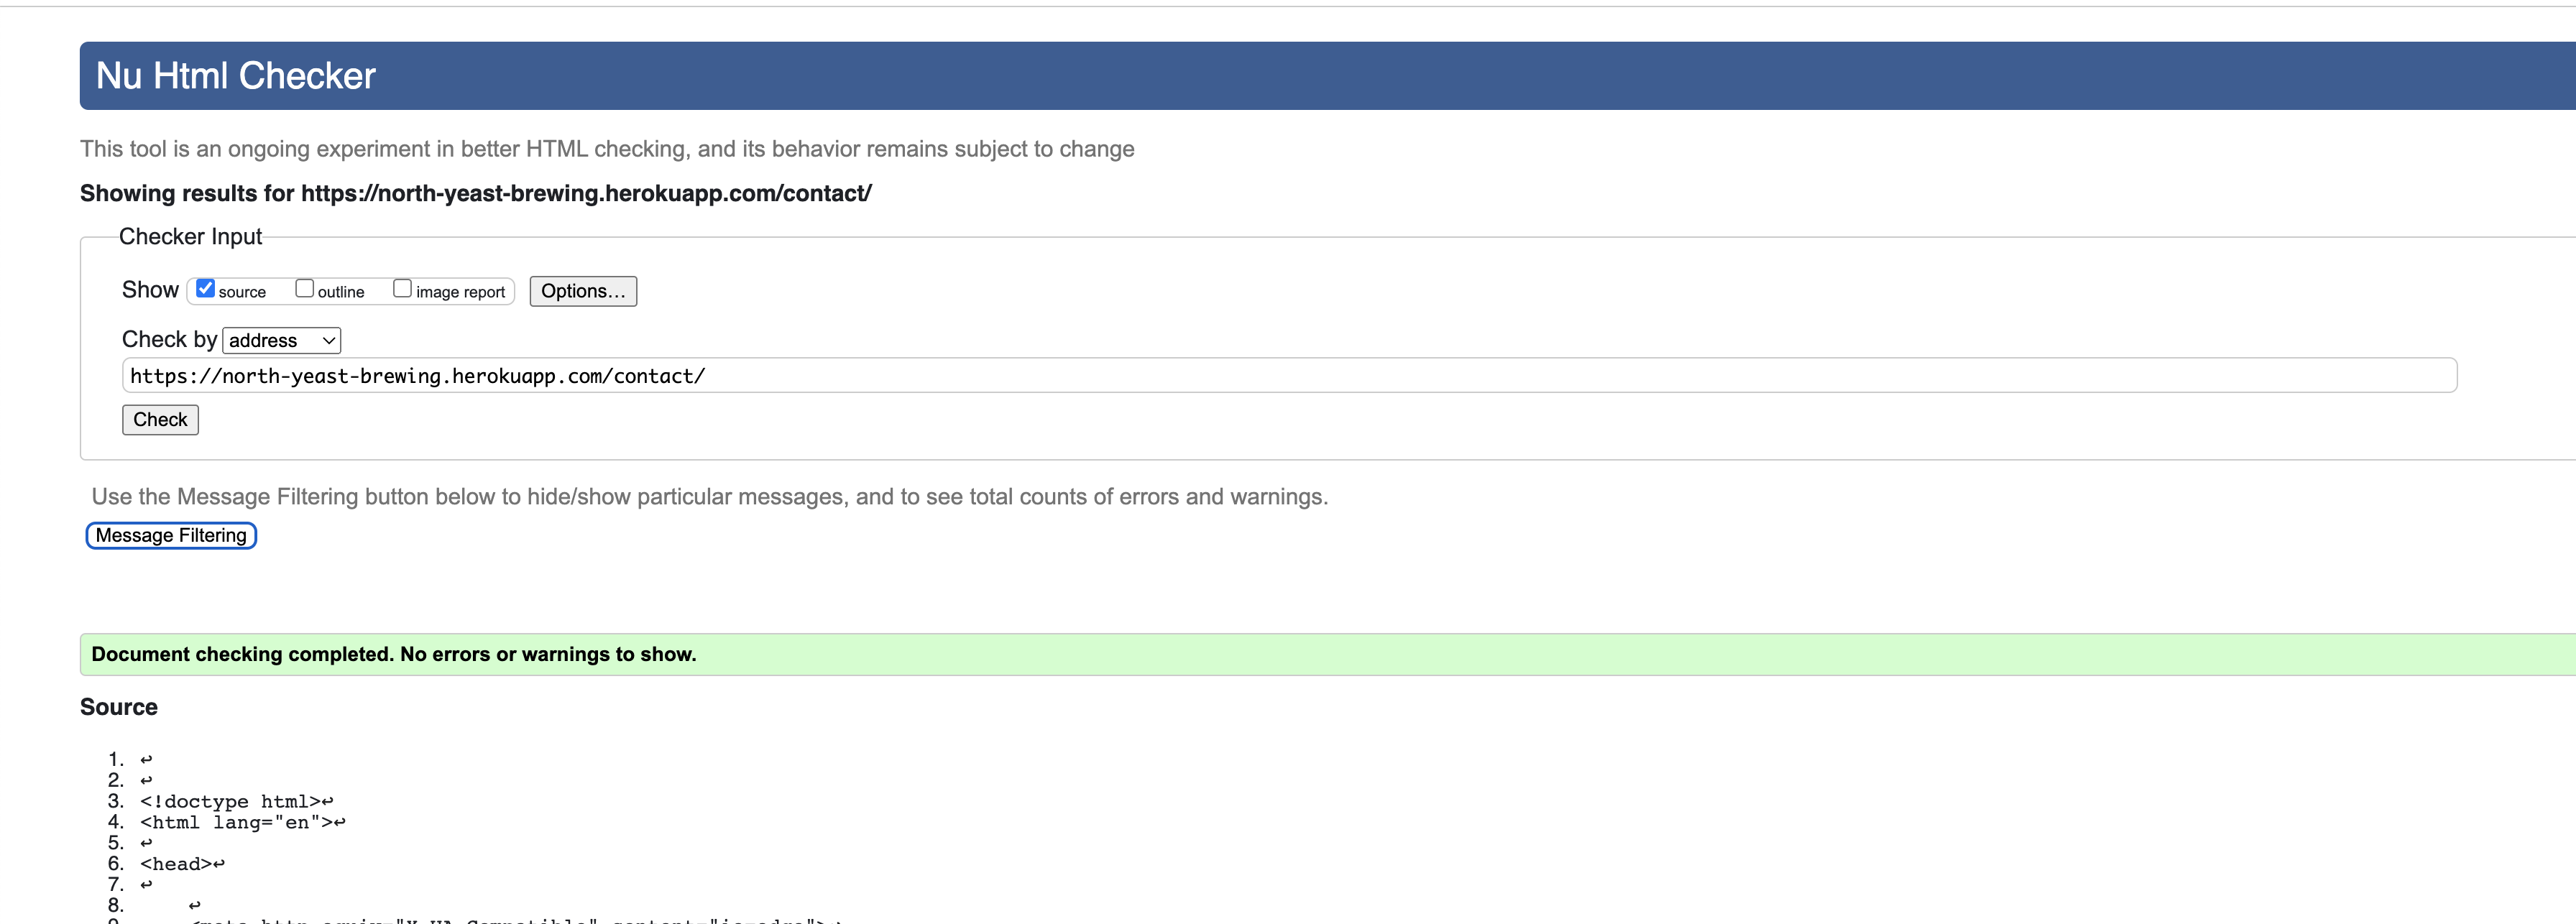 Nu Html Checker
This tool is an ongoing experiment in better HTML checking, and its behavior remains subject to change
Showing results for https://north-yeast-brewing.herokuapp.com/contact/
Checker Input
Show source outline image report Options...
Check by address
https://north-yeast-brewing.herokuapp.com/contact/
Check
Use the Message Filtering button below to hide/show particular messages, and to see total counts of errors and warnings.
Message Filtering
Document checking completed. No errors or warnings to show.
Source
1. ↩
2. ↩
3. <!doctype html>↩
4. <html lang="en">↩
5. ↩
6. <head>↩
7. ↩
8. ↩